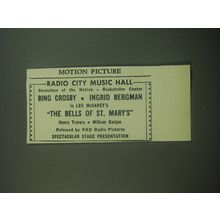 MOTION PICTURE
RADIO CITY MUSIC HALL
Showplace of the Nation • Rockefeller Center
BING CROSBY • INGRID BERGMAN
in LEO McCAREY'S
"THE BELLS OF ST. MARY'S"
Henry Travers • William Gargan
Released by RKO Radio Pictures
SPECTACULAR STAGE PRESENTATION